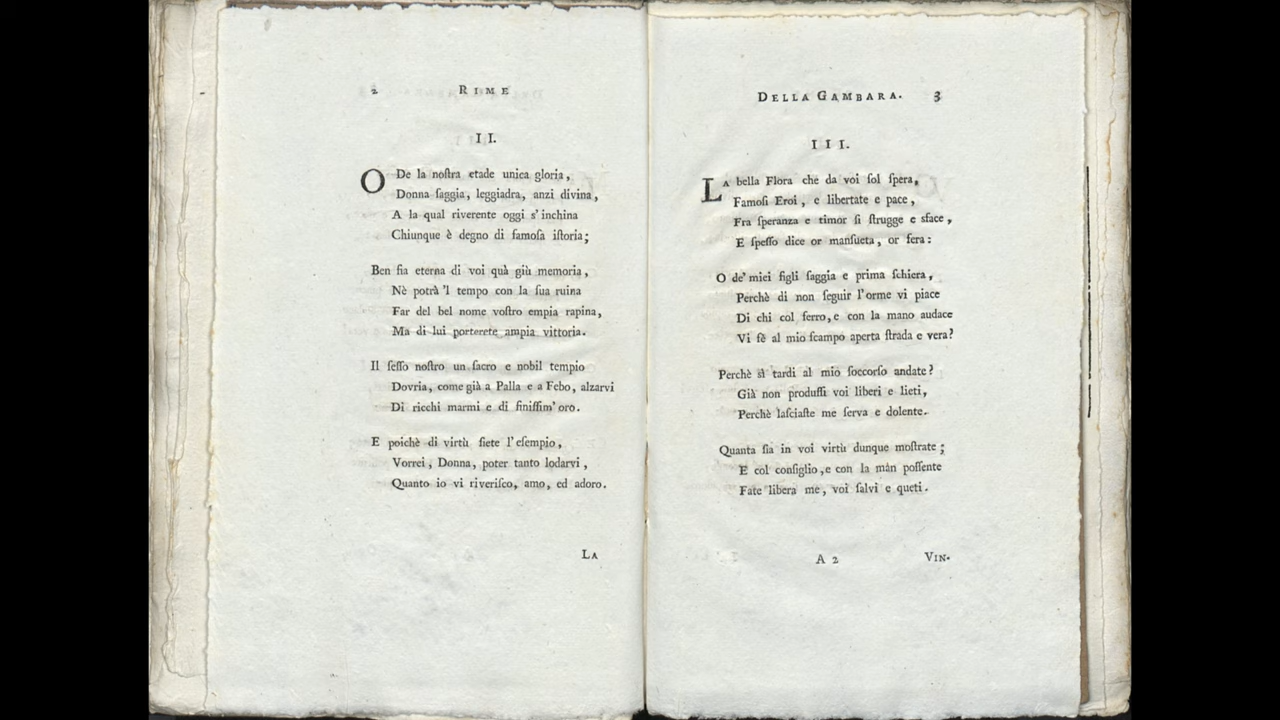 2 RIME
II.
O De la noſtra etade unica gloria,
Donna ſaggia, leggiadra, anzi divina,
A la qual riverente oggi s'inchina
Chiunque è degno di famoſa iſtoria;
Ben ſia eterna di voi quà giù memoria,
Nè potrà 'l tempo con la ſua ruina
Far del bel nome voſtro empia rapina,
Ma di lui porterete ampia vittoria.
Il ſeſſo noſtro un ſacro e nobil tempio
Dovria, come già a Palla e a Febo, alzarvi
Di ricchi marmi e di finiſſim'oro.
E poichè di virtù ſiete l'eſempio,
Vorrei, Donna, poter tanto lodarvi,
Quanto io vi riveriſco, amo, ed adoro.
LA
DELLA GAMBARA. 3
III.
LA bella Flora che da voi ſol ſpera,
Famoſi Eroi, e libertate e pace,
Fra ſperanza e timor ſi ſtrugge e sface,
E ſpeſſo dice or manſueta, or fera:
O de' miei figli ſaggia e prima ſchiera,
Perchè di non ſeguir l'orme vi piace
Di chi col ferro, e con la mano audace
Vi fè al mio ſcampo aperta ſtrada e vera?
Perchè sì tardi al mio ſoccorſo andate?
Già non produſſi voi liberi e lieti,
Perchè laſciaſte me ſerva e dolente.
Quanta ſia in voi virtù dunque moſtrate;
E col conſiglio, e con la màn poſſente
Fate libera me, voi ſalvi e queti.
A 2 VIN-